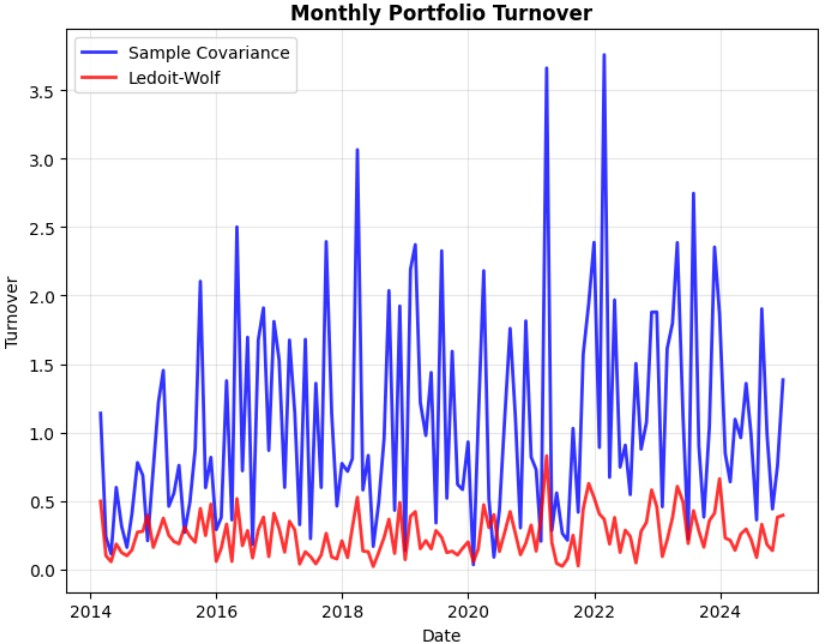 Monthly Portfolio Turnover
Sample Covariance
Ledoit-Wolf
Turnover
3.5
3.0
2.5
2.0
1.5
1.0
0.5
0.0
2014 2016 2018 2020 2022 2024
Date